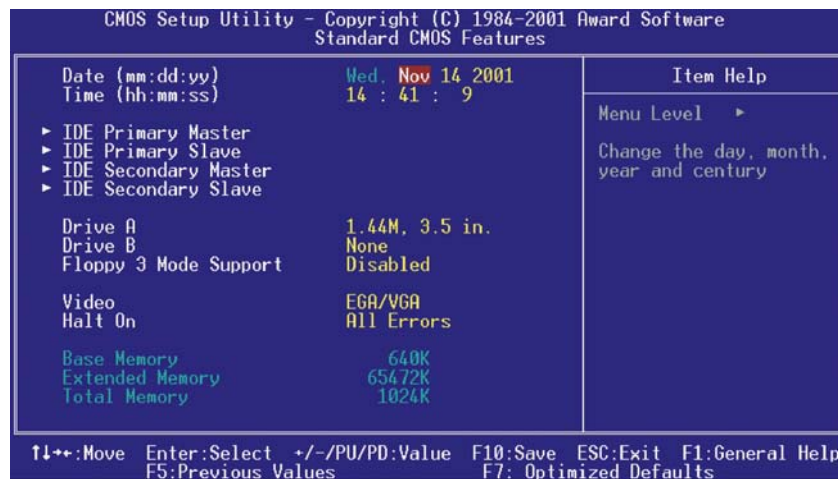 CMOS Setup Utility - Copyright (C) 1984-2001 Award Software
Standard CMOS Features
Date (mm:dd:yy) Wed, Nov 14 2001
Time (hh:mm:ss) 14 : 41 : 9
► IDE Primary Master
► IDE Primary Slave
► IDE Secondary Master
► IDE Secondary Slave
Drive A 1.44M, 3.5 in.
Drive B None
Floppy 3 Mode Support Disabled
Video EGA/VGA
Halt On All Errors
Base Memory 640K
Extended Memory 65472K
Total Memory 1024K
Item Help
Menu Level ►
Change the day, month,
year and century
↑↓→←:Move Enter:Select +/-/PU/PD:Value F10:Save ESC:Exit F1:General Help
F5:Previous Values F7: Optimized Defaults